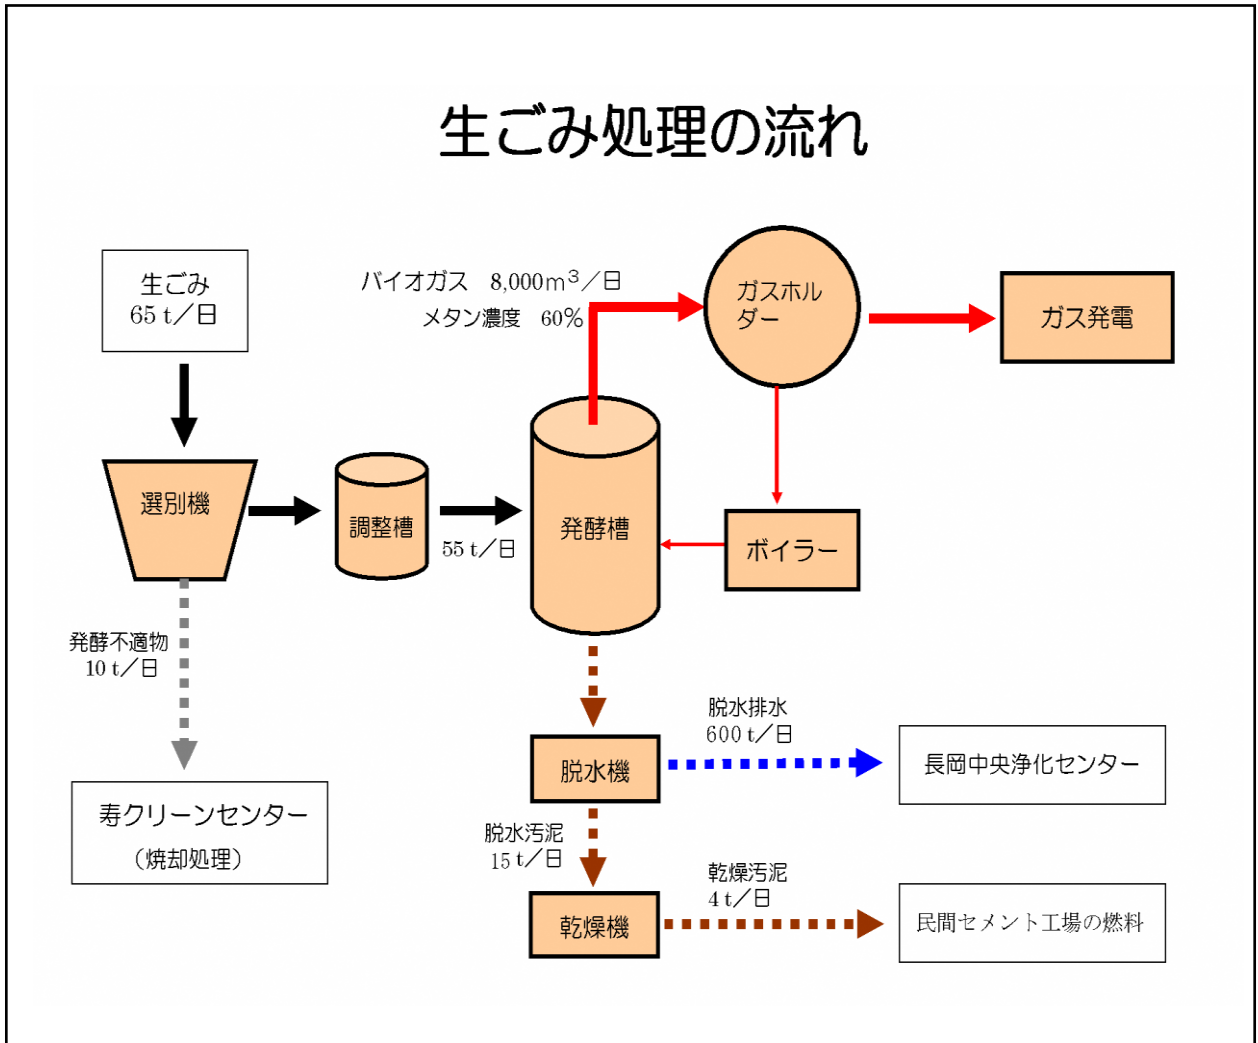 生ごみ処理の流れ
生ごみ
65 t／日
バイオガス 8,000m³／日
メタン濃度 60%
ガスホル
ダー
ガス発電
選別機
調整槽
55 t／日
発酵槽
ボイラー
発酵不適物
10 t／日
脱水機
脱水排水
600 t／日
長岡中央浄化センター
寿クリーンセンター
（焼却処理）
脱水汚泥
15 t／日
乾燥機
乾燥汚泥
4 t／日
民間セメント工場の燃料